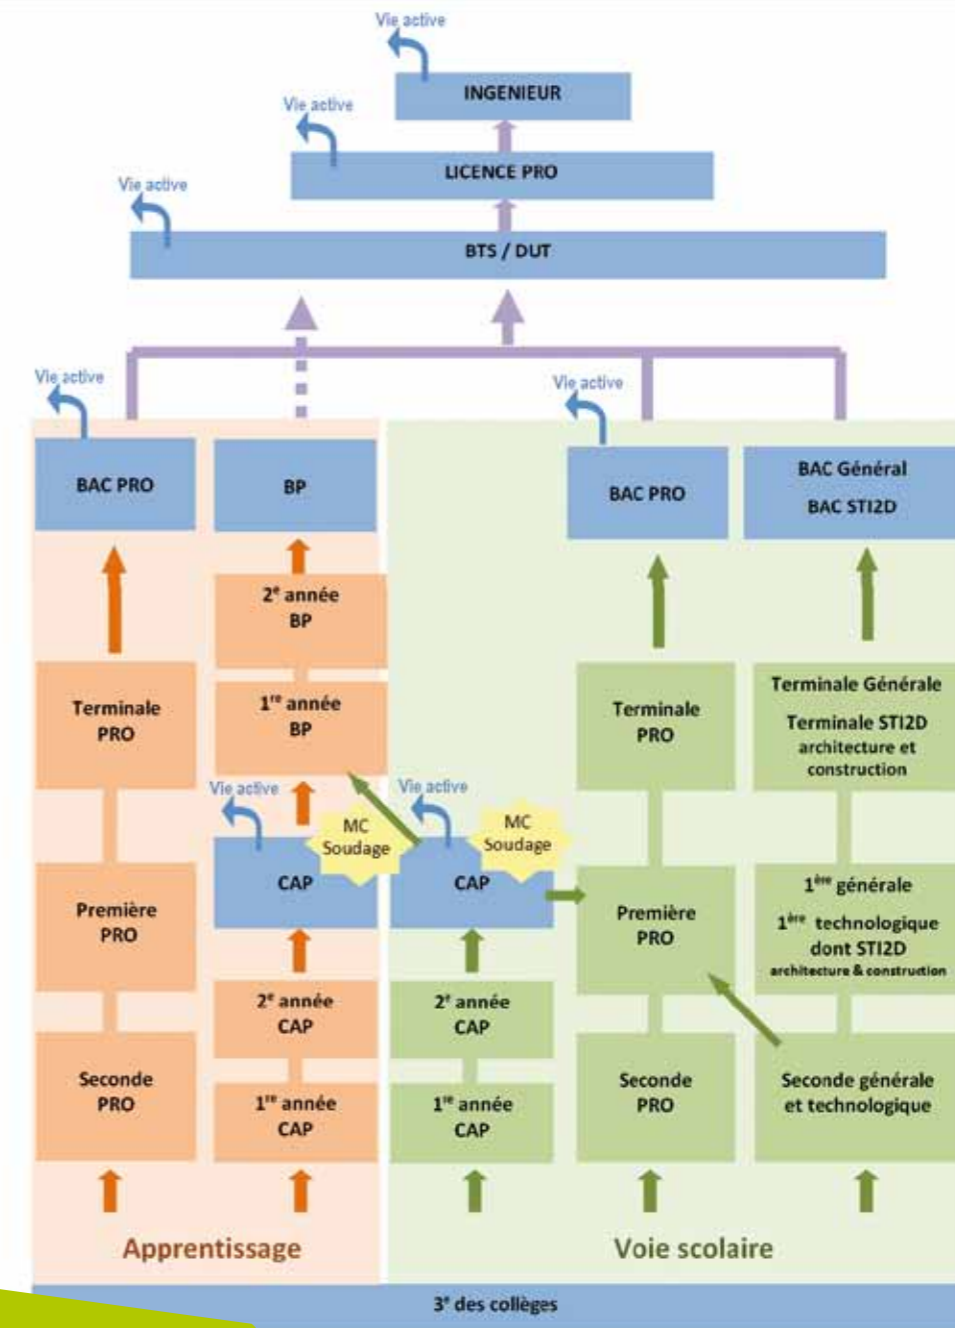 Vie active
INGENIEUR
Vie active
LICENCE PRO
Vie active
BTS / DUT
Vie active
Vie active
BAC PRO
BP
BAC PRO
BAC Général
BAC STI2D
2e année
BP
1re année
BP
Terminale
PRO
Terminale
PRO
Terminale Générale
Terminale STI2D
architecture et
construction
Vie active
MC
Soudage
CAP
Vie active
MC
Soudage
CAP
Première
PRO
Première
PRO
1ère générale
1ère technologique
dont STI2D
architecture & construction
2e année
CAP
2e année
CAP
Seconde
PRO
1re année
CAP
1re année
CAP
Seconde
PRO
Seconde générale
et technologique
Apprentissage
Voie scolaire
3e des collèges